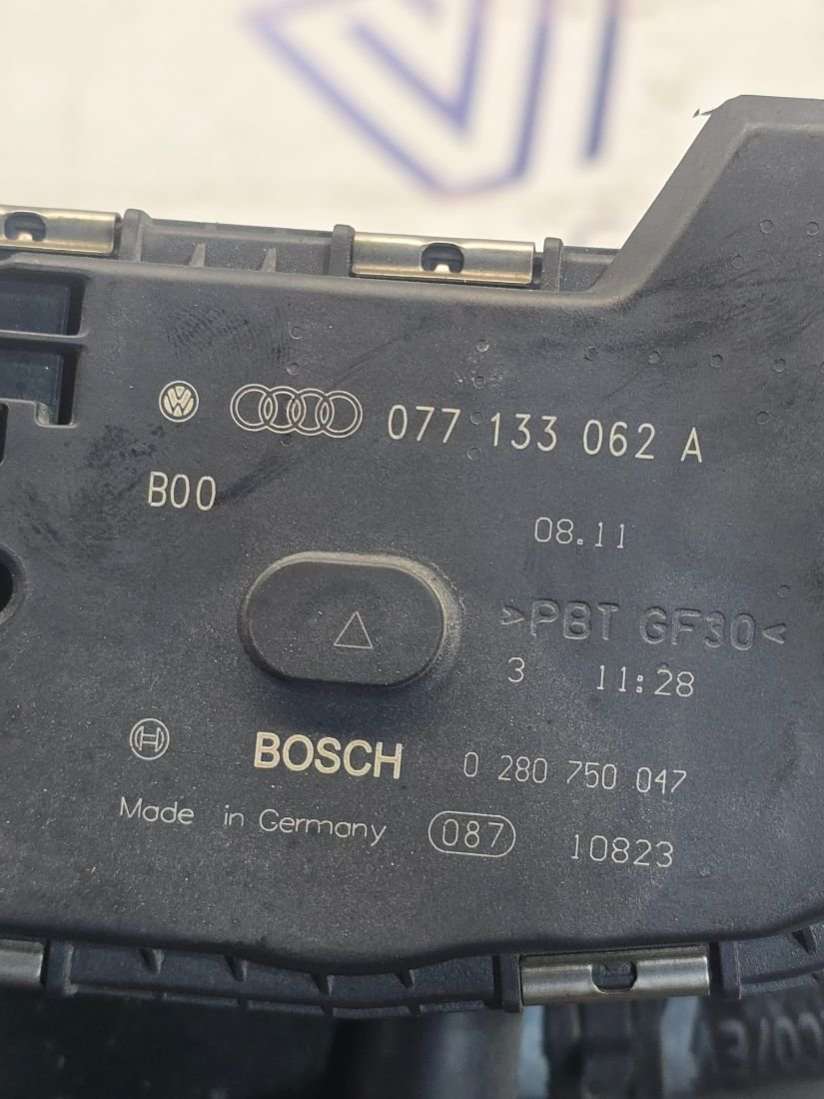 077 133 062 A
B00
08.11
>PBT GF30<
3 11:28
BOSCH 0 280 750 047
Made in Germany 087 10823